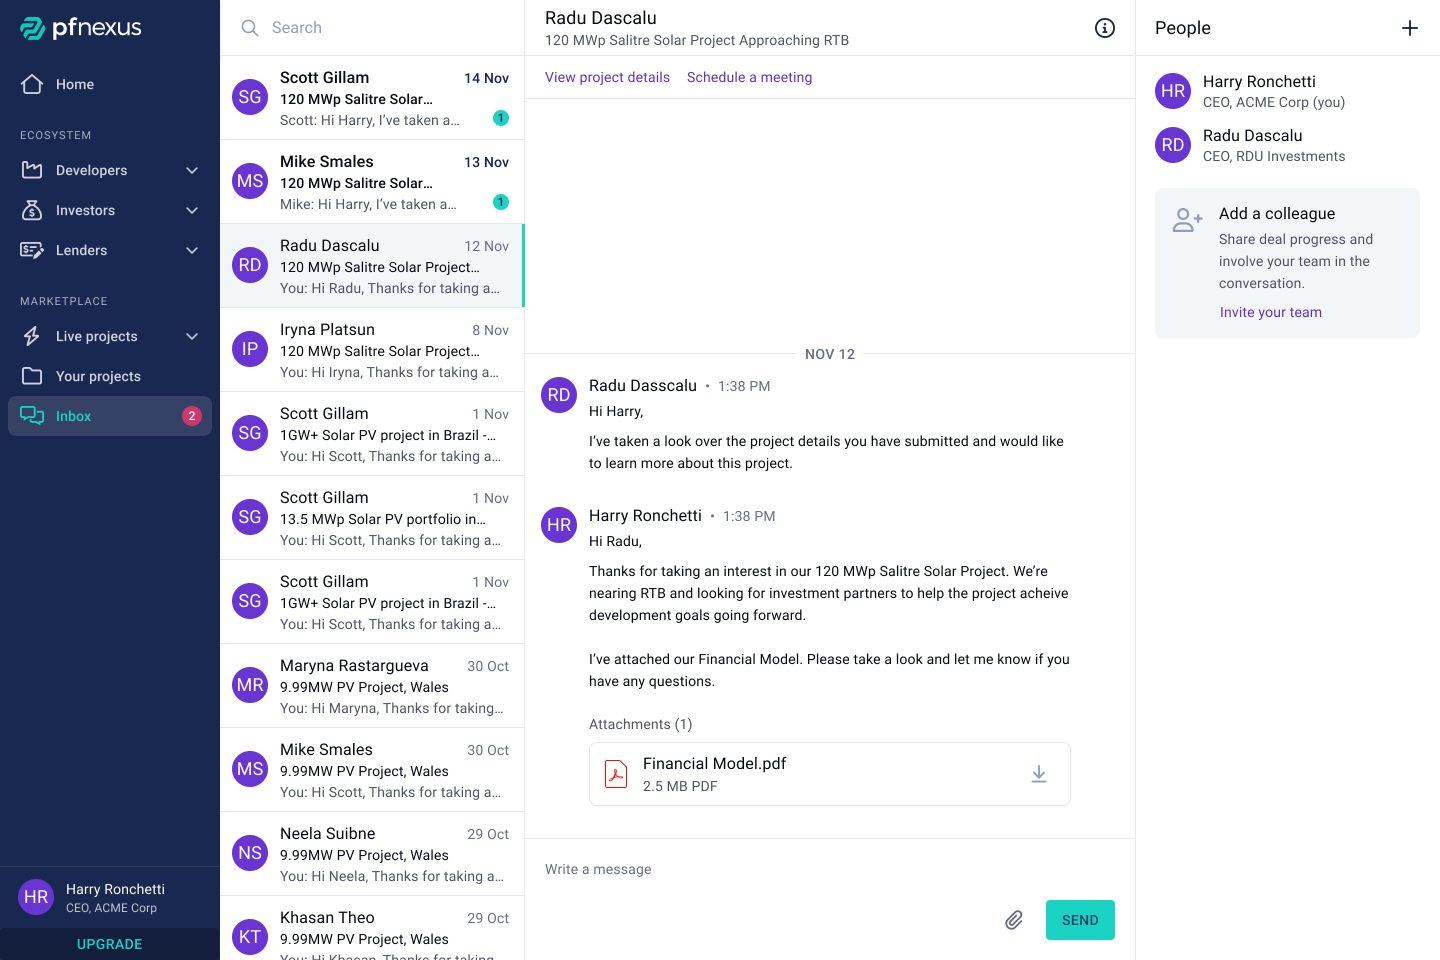 pfnexus
Home
ECOSYSTEM
Developers
Investors
Lenders
MARKETPLACE
Live projects
Your projects
Inbox
2
HR
Harry Ronchetti
CEO, ACME Corp
UPGRADE
Search
SG
Scott Gillam
14 Nov
120 MWp Salitre Solar…
Scott: Hi Harry, I’ve taken a…
1
MS
Mike Smales
13 Nov
120 MWp Salitre Solar…
Mike: Hi Harry, I’ve taken a…
1
RD
Radu Dascalu
12 Nov
120 MWp Salitre Solar Project…
You: Hi Radu, Thanks for taking a…
IP
Iryna Platsun
8 Nov
120 MWp Salitre Solar Project…
You: Hi Iryna, Thanks for taking a…
SG
Scott Gillam
1 Nov
1GW+ Solar PV project in Brazil -…
You: Hi Scott, Thanks for taking a…
SG
Scott Gillam
1 Nov
13.5 MWp Solar PV portfolio in…
You: Hi Scott, Thanks for taking a…
SG
Scott Gillam
1 Nov
1GW+ Solar PV project in Brazil -…
You: Hi Scott, Thanks for taking a…
MR
Maryna Rastargueva
30 Oct
9.99MW PV Project, Wales
You: Hi Maryna, Thanks for taking…
MS
Mike Smales
30 Oct
9.99MW PV Project, Wales
You: Hi Scott, Thanks for taking a…
NS
Neela Suibne
29 Oct
9.99MW PV Project, Wales
You: Hi Neela, Thanks for taking a…
KT
Khasan Theo
29 Oct
9.99MW PV Project, Wales
You: Hi Khasan, Thanks for taking…
Radu Dascalu
120 MWp Salitre Solar Project Approaching RTB
View project details
Schedule a meeting
NOV 12
RD
Radu Dasscalu • 1:38 PM
Hi Harry,
I’ve taken a look over the project details you have submitted and would like
to learn more about this project.
HR
Harry Ronchetti • 1:38 PM
Hi Radu,
Thanks for taking an interest in our 120 MWp Salitre Solar Project. We’re
nearing RTB and looking for investment partners to help the project acheive
development goals going forward.
I’ve attached our Financial Model. Please take a look and let me know if you
have any questions.
Attachments (1)
Financial Model.pdf
2.5 MB PDF
Write a message
SEND
People
HR
Harry Ronchetti
CEO, ACME Corp (you)
RD
Radu Dascalu
CEO, RDU Investments
Add a colleague
Share deal progress and
involve your team in the
conversation.
Invite your team